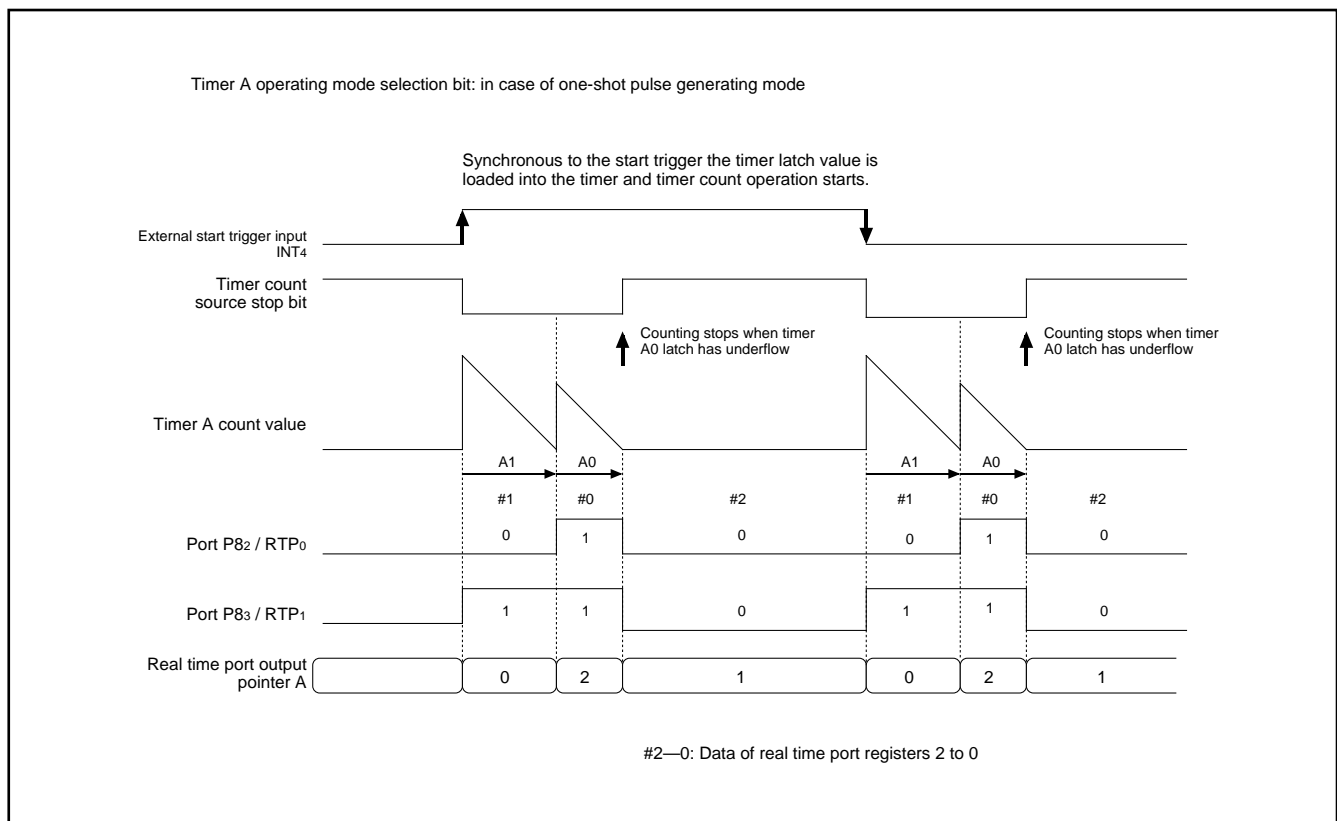 Timer A operating mode selection bit: in case of one-shot pulse generating mode
Synchronous to the start trigger the timer latch value is
loaded into the timer and timer count operation starts.
External start trigger input
INT4
Timer count
source stop bit
Counting stops when timer
A0 latch has underflow
Counting stops when timer
A0 latch has underflow
Timer A count value
A1 A0 A1 A0
#1 #0 #2 #1 #0 #2
Port P82 / RTP0
0 1 0 0 1 0
Port P83 / RTP1
1 1 0 1 1 0
Real time port output
pointer A
0 2 1 0 2 1
#2—0: Data of real time port registers 2 to 0